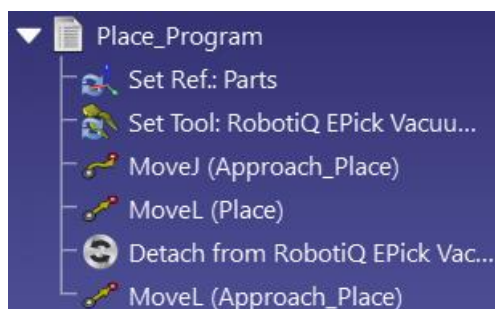 Place_Program
Set Ref.: Parts
Set Tool: RobotiQ EPick Vacuu...
MoveJ (Approach_Place)
MoveL (Place)
Detach from RobotiQ EPick Vac...
MoveL (Approach_Place)